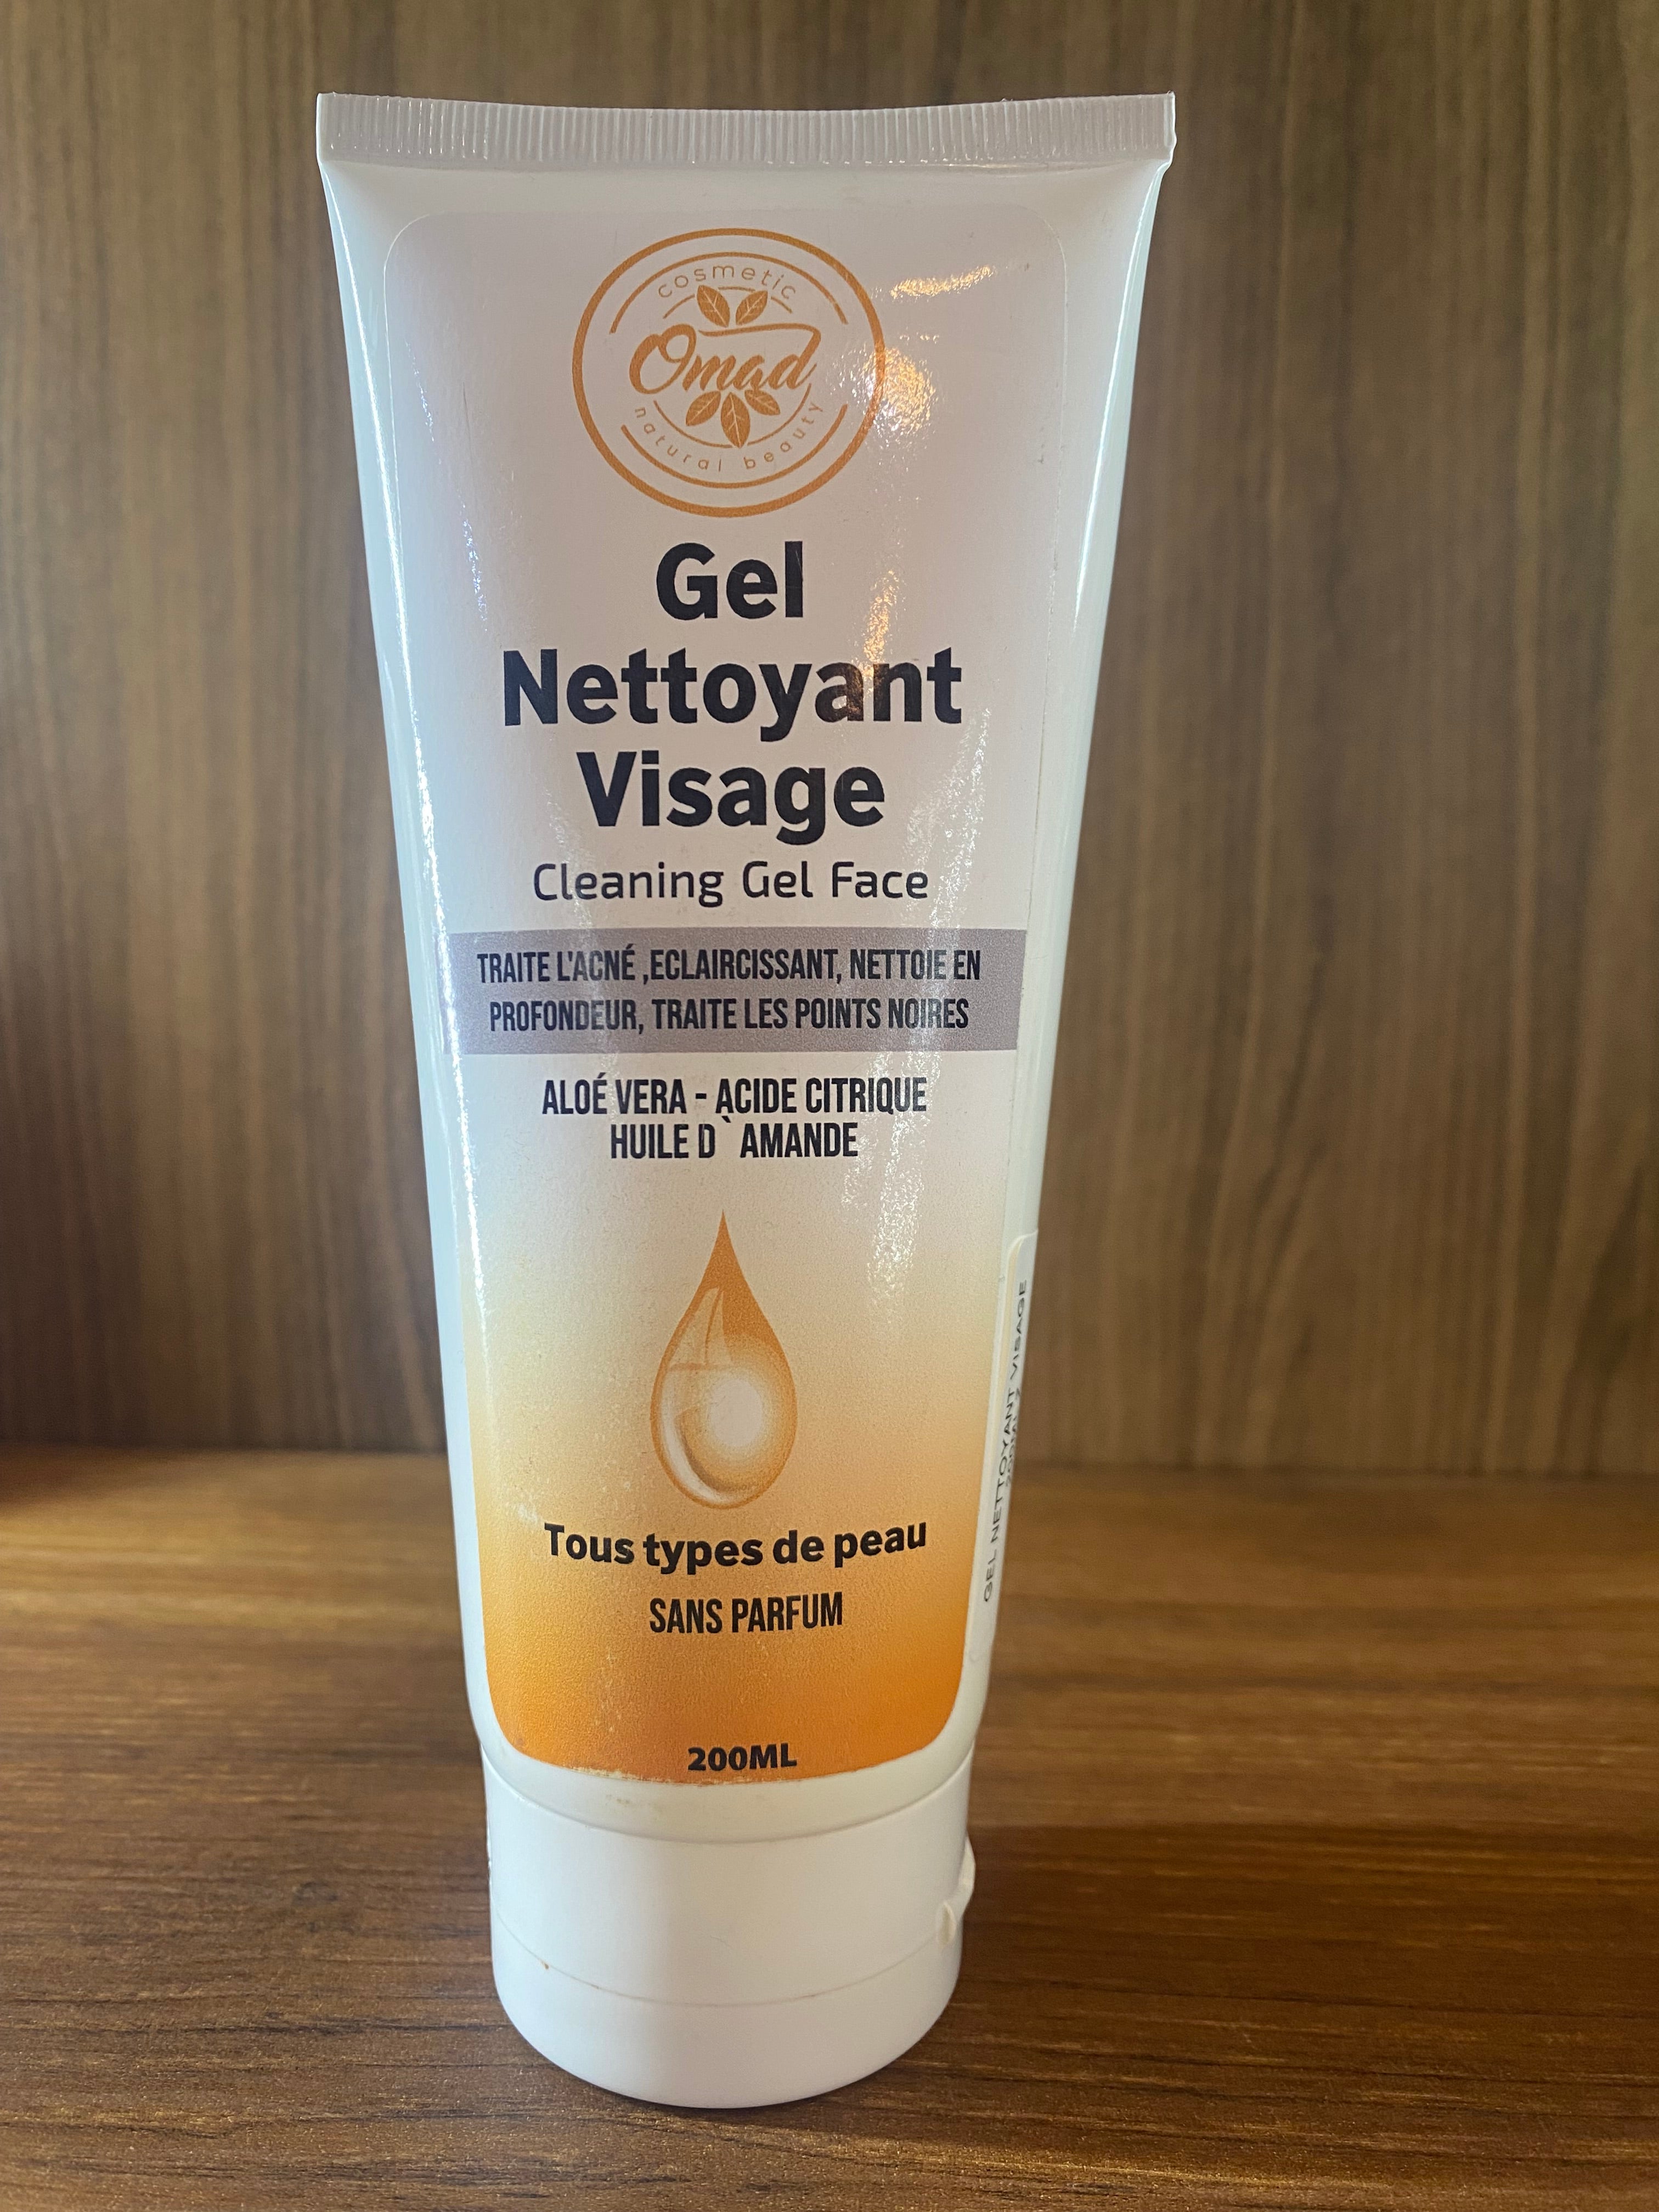 cosmetic
Omad
natural beauty
Gel
Nettoyant
Visage
Cleaning Gel Face
TRAITE L'ACNÉ ,ECLAIRCISSANT, NETTOIE EN
PROFONDEUR, TRAITE LES POINTS NOIRES
ALOÉ VERA - ACIDE CITRIQUE
HUILE D` AMANDE
Tous types de peau
SANS PARFUM
200ML
GEL NETTOYANT VISAGE